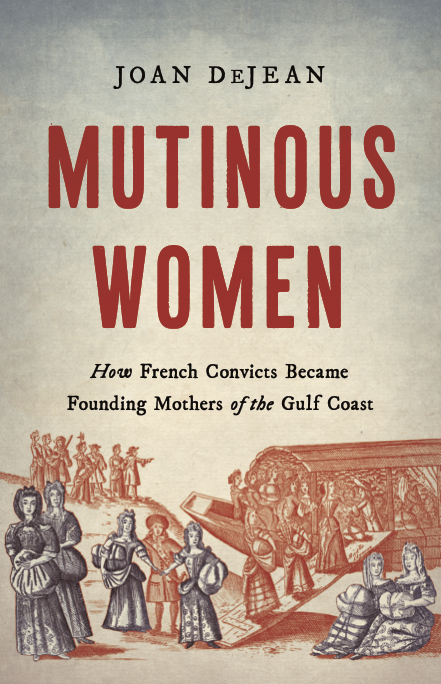 JOAN DEJEAN
MUTINOUS
WOMEN
How French Convicts Became
Founding Mothers of the Gulf Coast